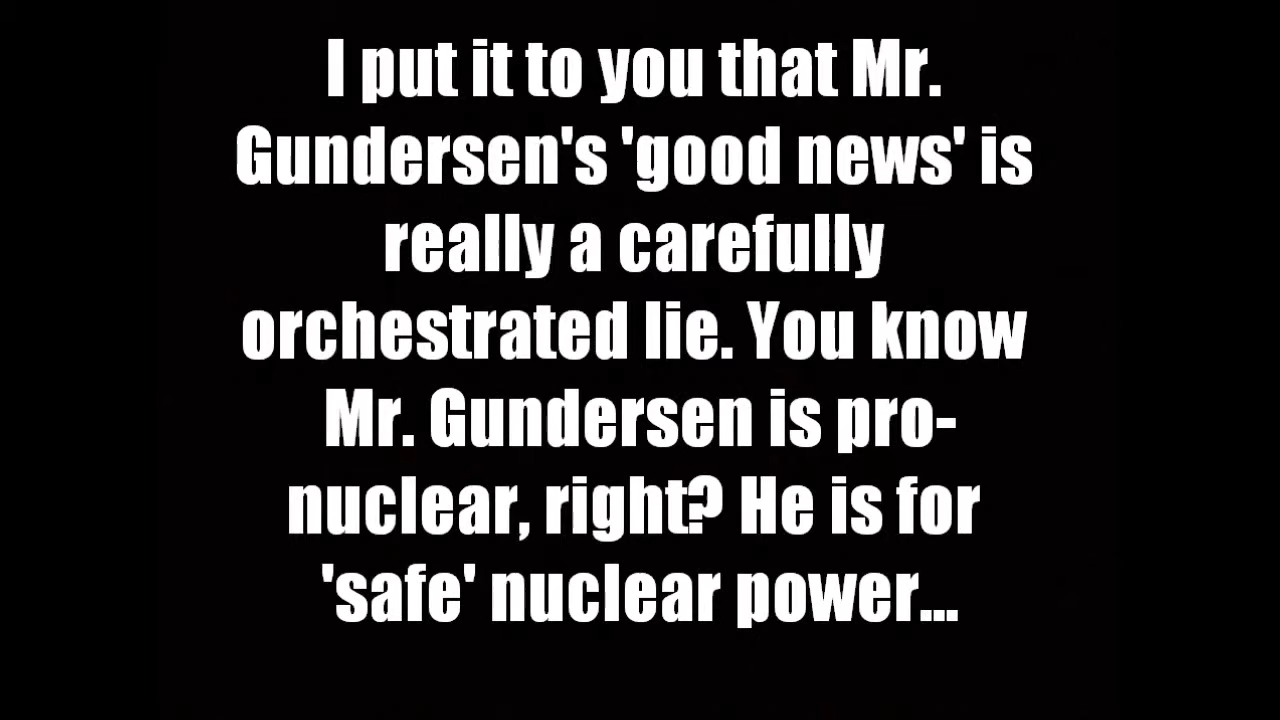 I put it to you that Mr.
Gundersen's 'good news' is
really a carefully
orchestrated lie. You know
Mr. Gundersen is pro-
nuclear, right? He is for
'safe' nuclear power...